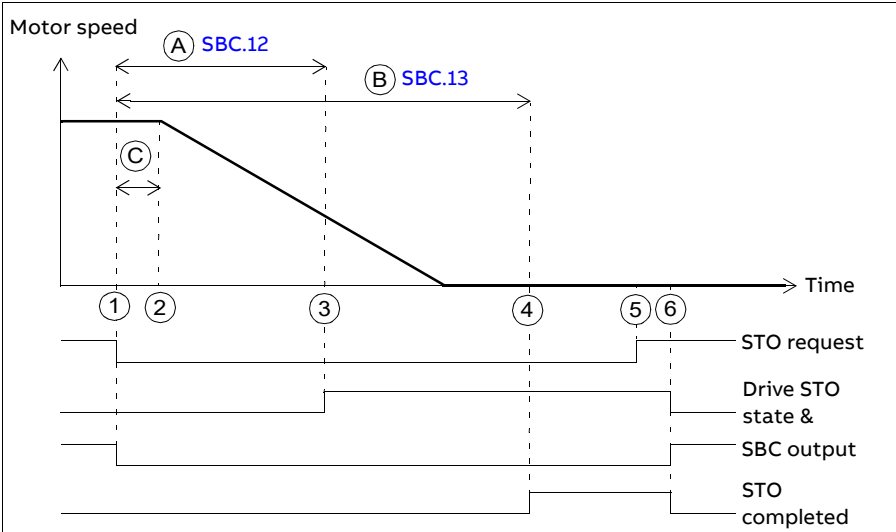 Motor speed
A SBC.12
B SBC.13
C
Time
1 2 3 4 5 6
STO request
Drive STO
state &
SBC output
STO
completed